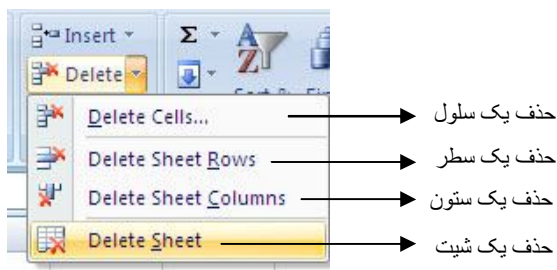 Insert
Delete
Delete Cells... حذف یک سلول
Delete Sheet Rows حذف یک سطر
Delete Sheet Columns حذف یک ستون
Delete Sheet حذف یک شیت